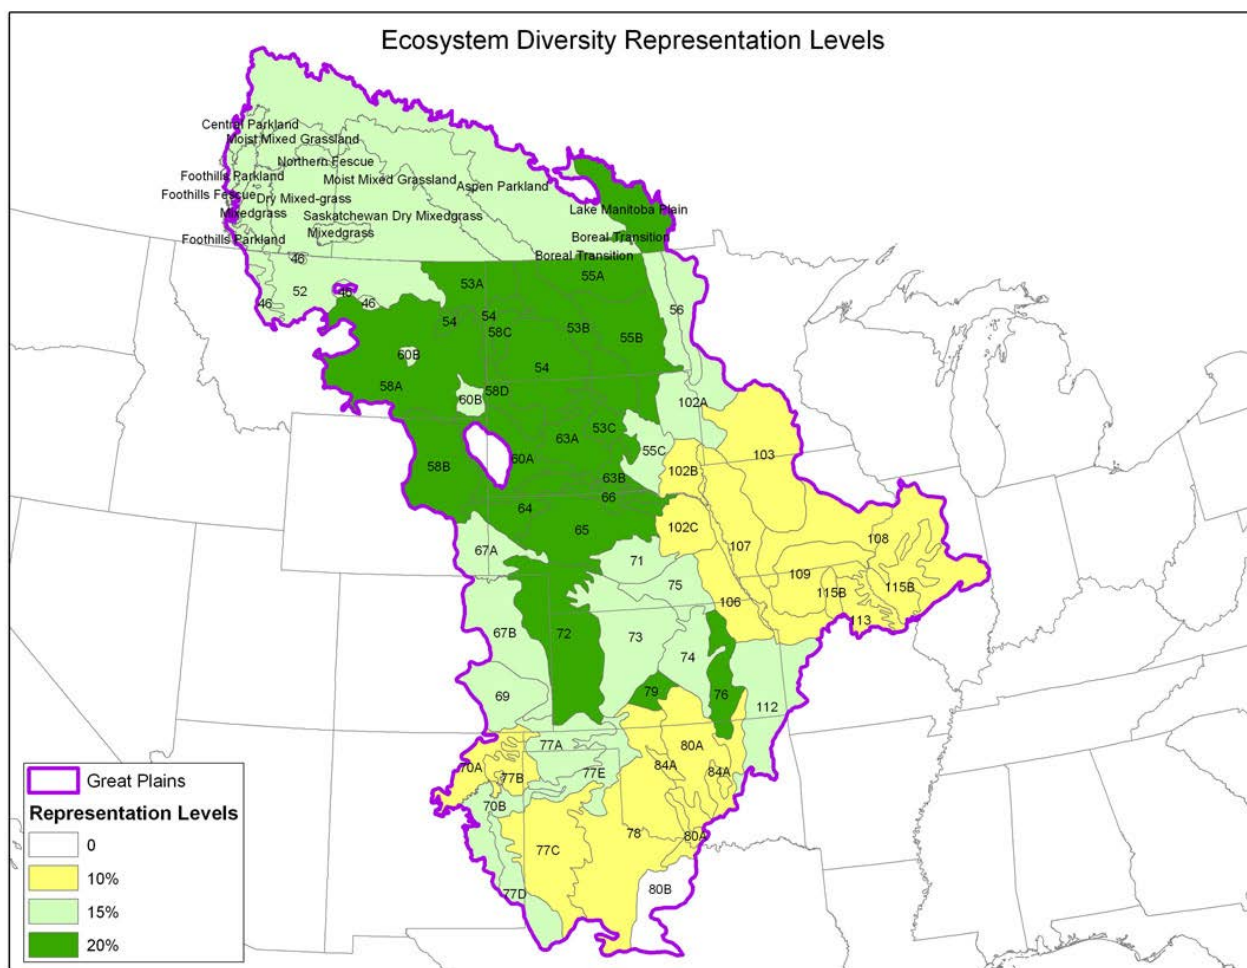 Ecosystem Diversity Representation Levels
Central Parkland
Moist Mixed Grassland
Northern Fescue
Foothills Parkland
Moist Mixed Grassland
Aspen Parkland
Foothills Fescue
Dry Mixed-grass
Mixedgrass
Saskatchewan Dry Mixedgrass
Lake Manitoba Plain
Foothills Parkland
Mixedgrass
Boreal Transition
Boreal Transition
46
53A
55A
52
46
46
46
56
54
54
58C
53B
55B
60B
54
58A
58D
60B
102A
53C
63A
55C
103
58B
60A
102B
63B
66
64
65
102C
108
67A
107
71
109
75
115B
115B
106
113
67B
72
73
74
69
79
76
112
77A
80A
70A
77B
77E
84A
84A
70B
78
80A
77C
80B
77D
Great Plains
Representation Levels
0
10%
15%
20%